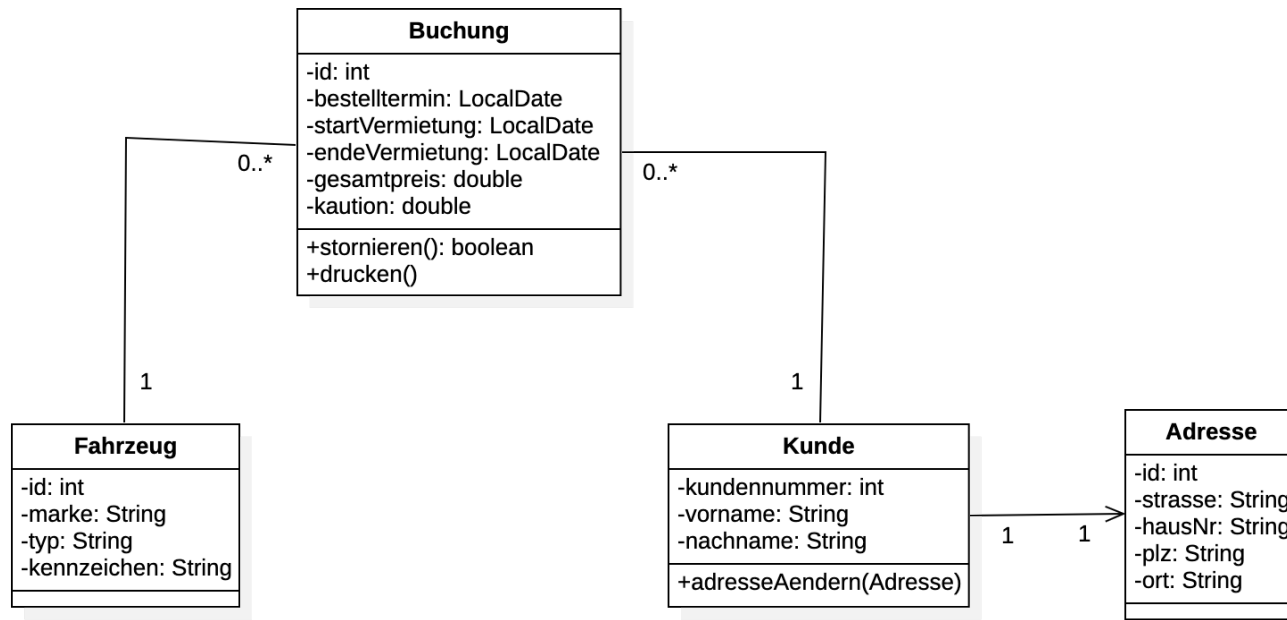 Buchung
-id: int
-bestelltermin: LocalDate
-startVermietung: LocalDate
-endeVermietung: LocalDate
-gesamtpreis: double
-kaution: double
+stornieren(): boolean
+drucken()
0..*
0..*
1
1
Fahrzeug
-id: int
-marke: String
-typ: String
-kennzeichen: String
Kunde
-kundennummer: int
-vorname: String
-nachname: String
+adresseAendern(Adresse)
1
1
Adresse
-id: int
-strasse: String
-hausNr: String
-plz: String
-ort: String